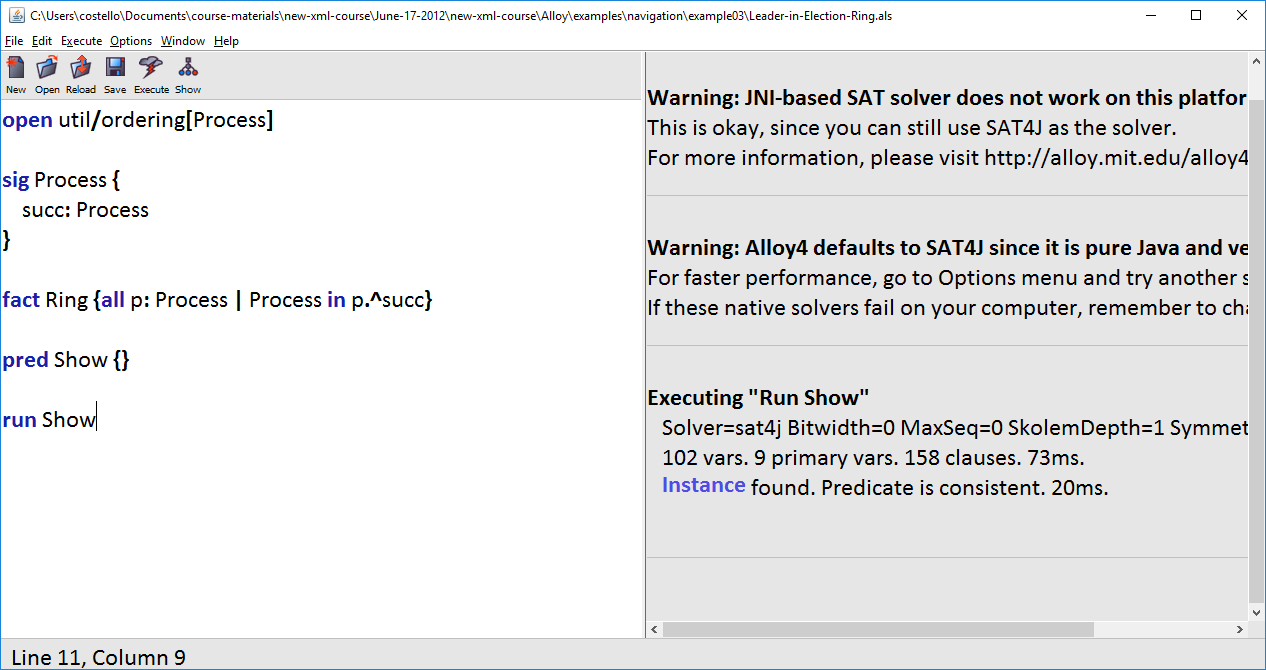 C:\Users\costello\Documents\course-materials\new-xml-course\June-17-2012\new-xml-course\Alloy\examples\navigation\example03\Leader-in-Election-Ring.als
File Edit Execute Options Window Help
New Open Reload Save Execute Show
open util/ordering[Process]
sig Process {
succ: Process
}
fact Ring {all p: Process | Process in p.^succ}
pred Show {}
run Show
Warning: JNI-based SAT solver does not work on this platfor
This is okay, since you can still use SAT4J as the solver.
For more information, please visit http://alloy.mit.edu/alloy4
Warning: Alloy4 defaults to SAT4J since it is pure Java and ve
For faster performance, go to Options menu and try another s
If these native solvers fail on your computer, remember to cha
Executing "Run Show"
Solver=sat4j Bitwidth=0 MaxSeq=0 SkolemDepth=1 Symmet
102 vars. 9 primary vars. 158 clauses. 73ms.
Instance found. Predicate is consistent. 20ms.
Line 11, Column 9